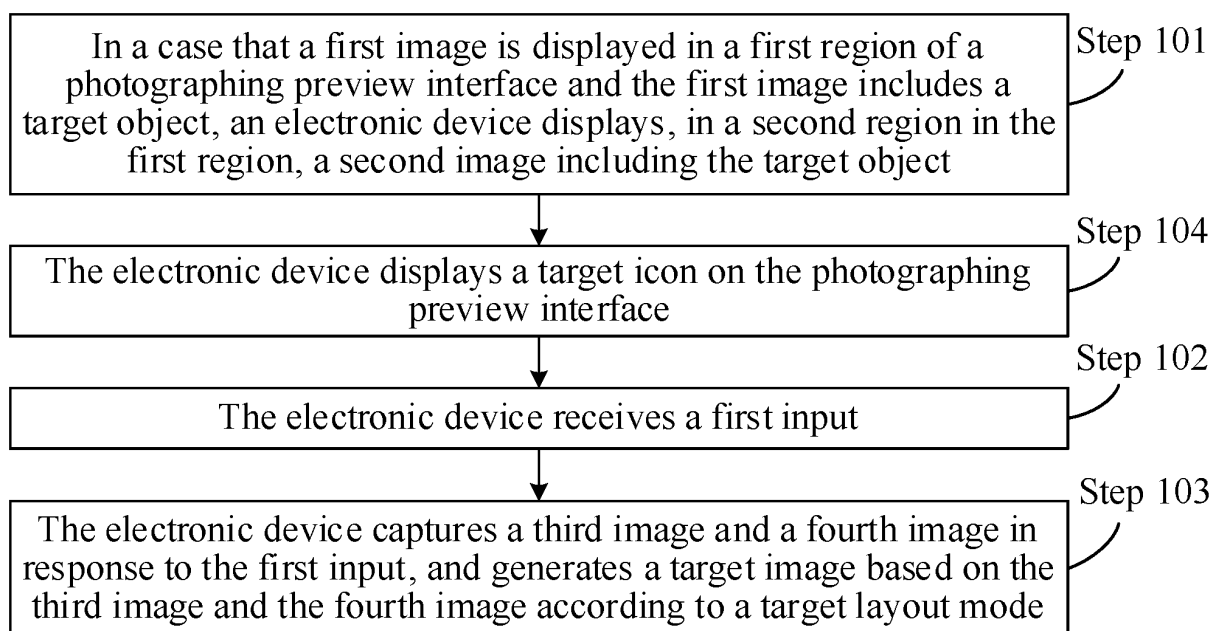 In a case that a first image is displayed in a first region of a
photographing preview interface and the first image includes a
target object, an electronic device displays, in a second region in the
first region, a second image including the target object
Step 101
The electronic device displays a target icon on the photographing
preview interface
Step 104
The electronic device receives a first input
Step 102
The electronic device captures a third image and a fourth image in
response to the first input, and generates a target image based on the
third image and the fourth image according to a target layout mode
Step 103